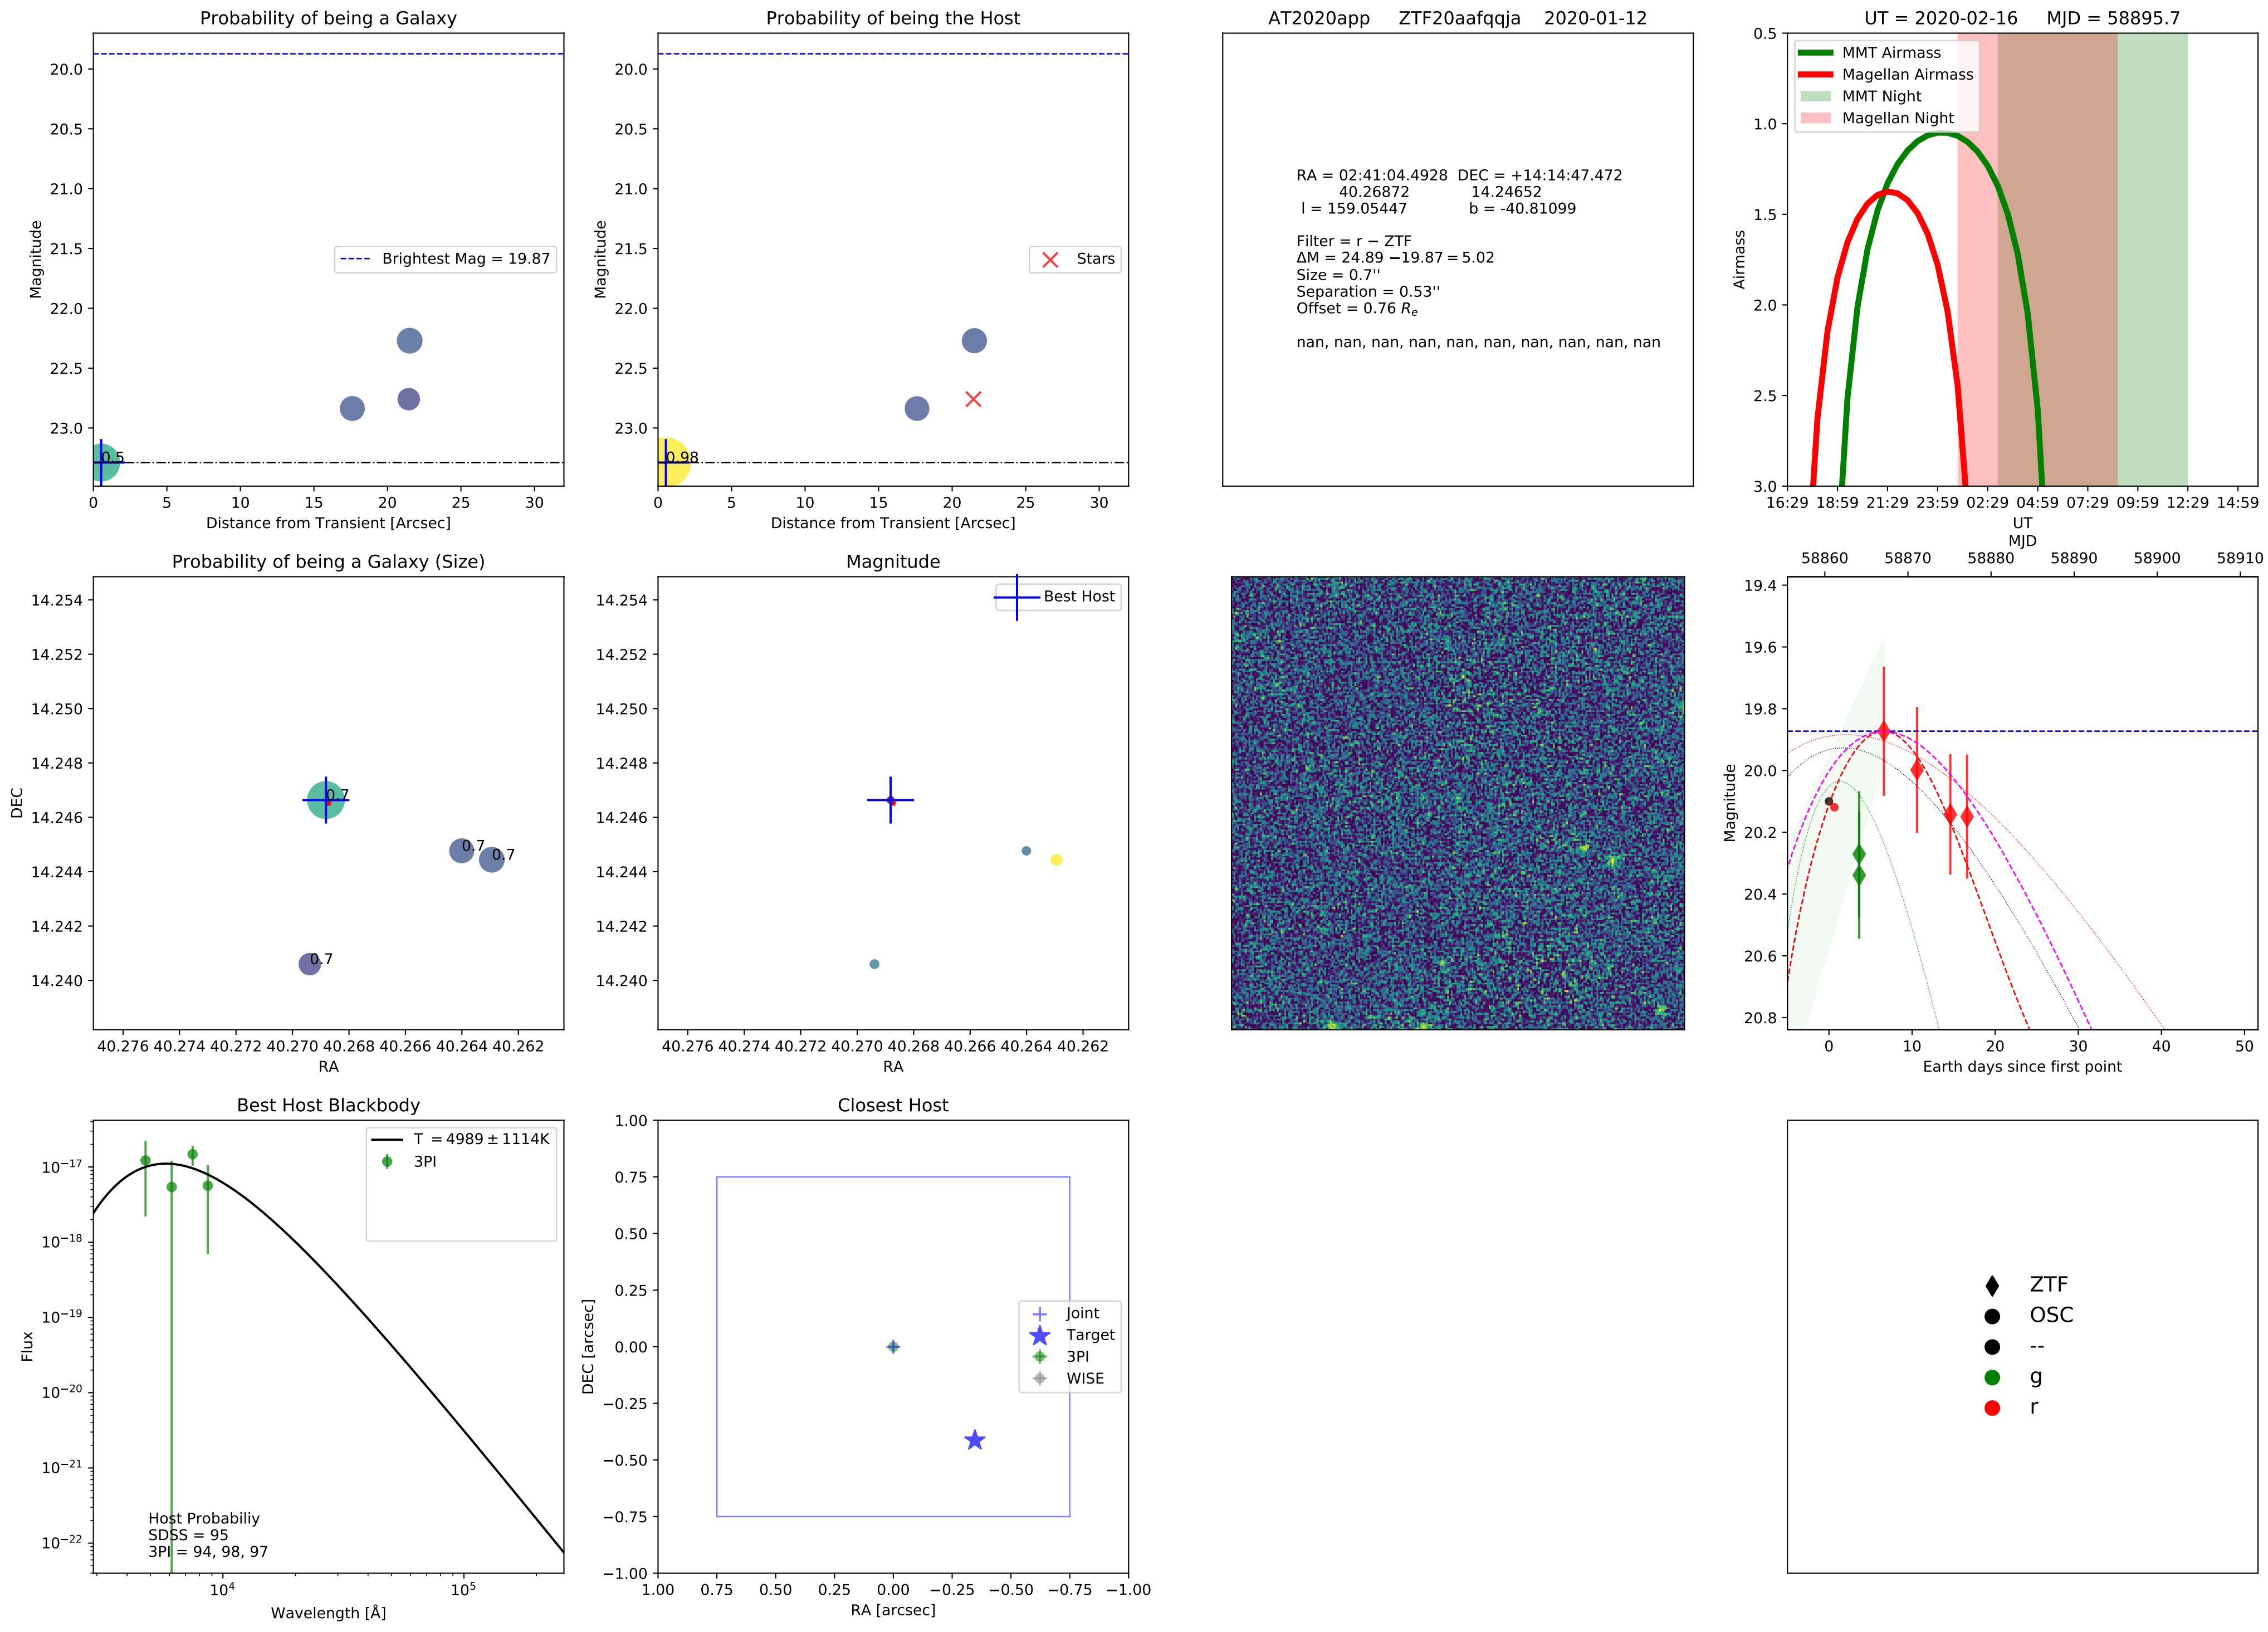 Probability of being a Galaxy
20.0
20.5
21.0
21.5
22.0
22.5
23.0
Magnitude
Brightest Mag = 19.87
0.5
0 5 10 15 20 25 30
Distance from Transient [Arcsec]
Probability of being the Host
20.0
20.5
21.0
21.5
22.0
22.5
23.0
Magnitude
Stars
0.98
0 5 10 15 20 25 30
Distance from Transient [Arcsec]
AT2020app ZTF20aafqqja 2020-01-12
RA = 02:41:04.4928 DEC = +14:14:47.472
40.26872 14.24652
l = 159.05447 b = -40.81099
Filter = r − ZTF
ΔM = 24.89 −19.87 = 5.02
Size = 0.7''
Separation = 0.53''
Offset = 0.76 Re
nan, nan, nan, nan, nan, nan, nan, nan, nan, nan
UT = 2020-02-16 MJD = 58895.7
MMT Airmass
Magellan Airmass
MMT Night
Magellan Night
0.5
1.0
1.5
2.0
2.5
3.0
Airmass
16:29 18:59 21:29 23:59 02:29 04:59 07:29 09:59 12:29 14:59
UT
Probability of being a Galaxy (Size)
14.254
14.252
14.250
14.248
14.246
14.244
14.242
14.240
DEC
0.7
0.7
0.7
0.7
40.276 40.274 40.272 40.270 40.268 40.266 40.264 40.262
RA
Magnitude
Best Host
14.254
14.252
14.250
14.248
14.246
14.244
14.242
14.240
40.276 40.274 40.272 40.270 40.268 40.266 40.264 40.262
RA
MJD
58860 58870 58880 58890 58900 58910
19.4
19.6
19.8
20.0
20.2
20.4
20.6
20.8
Magnitude
0 10 20 30 40 50
Earth days since first point
Best Host Blackbody
T = 4989 ± 1114K
3PI
10−17
10−18
10−19
10−20
10−21
10−22
Flux
Host Probabiliy
SDSS = 95
3PI = 94, 98, 97
10^4 10^5
Wavelength [Å]
Closest Host
1.00
0.75
0.50
0.25
0.00
−0.25
−0.50
−0.75
−1.00
DEC [arcsec]
Joint
Target
3PI
WISE
1.00 0.75 0.50 0.25 0.00 −0.25 −0.50 −0.75 −1.00
RA [arcsec]
ZTF
OSC
--
g
r